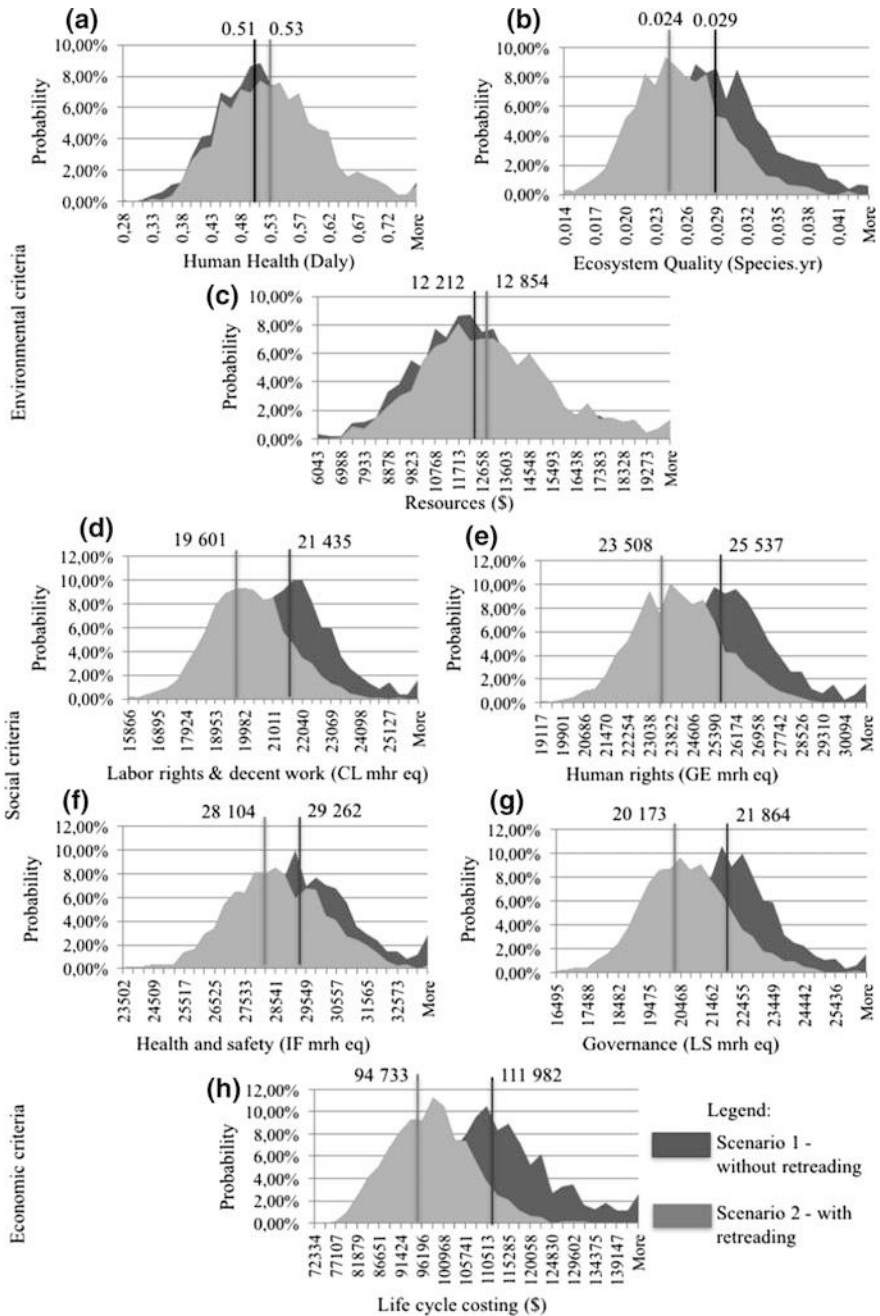 (a)
0.51 0.53
10,00%
8,00%
6,00%
4,00%
2,00%
0,00%
Probability
0,28 0,33 0,38 0,43 0,48 0,53 0,57 0,62 0,67 0,72 More
Human Health (Daly)
(b)
0.024 0.029
10,00%
8,00%
6,00%
4,00%
2,00%
0,00%
Probability
0,014 0,017 0,020 0,023 0,026 0,029 0,032 0,035 0,038 0,041 More
Ecosystem Quality (Species.yr)
Environmental criteria
(c)
12 212 12 854
10,00%
8,00%
6,00%
4,00%
2,00%
0,00%
Probability
6043 6988 7933 8878 9823 10768 11713 12658 13603 14548 15493 16438 17383 18328 19273 More
Resources ($)
Social criteria
(d)
19 601 21 435
12,00%
10,00%
8,00%
6,00%
4,00%
2,00%
0,00%
Probability
15866 16895 17924 18953 19982 21011 22040 23069 24098 25127 More
Labor rights & decent work (CL mhr eq)
(e)
23 508 25 537
12,00%
10,00%
8,00%
6,00%
4,00%
2,00%
0,00%
Probability
19117 19901 20686 21470 22254 23038 23822 24606 25390 26174 26958 27742 28526 29310 30094 More
Human rights (GE mrh eq)
(f)
28 104 29 262
12,00%
10,00%
8,00%
6,00%
4,00%
2,00%
0,00%
Probability
23502 24509 25517 26525 27533 28541 29549 30557 31565 32573 More
Health and safety (IF mrh eq)
(g)
20 173 21 864
12,00%
10,00%
8,00%
6,00%
4,00%
2,00%
0,00%
Probability
16495 17488 18482 19475 20468 21462 22455 23449 24442 25436 More
Governance (LS mrh eq)
Economic criteria
(h)
94 733 111 982
12,00%
10,00%
8,00%
6,00%
4,00%
2,00%
0,00%
Probability
72334 77107 81879 86651 91424 96196 100968 105741 110513 115285 120058 124830 129602 134375 139147 More
Life cycle costing ($)
Legend:
Scenario 1 -
without retreading
Scenario 2 - with
retreading